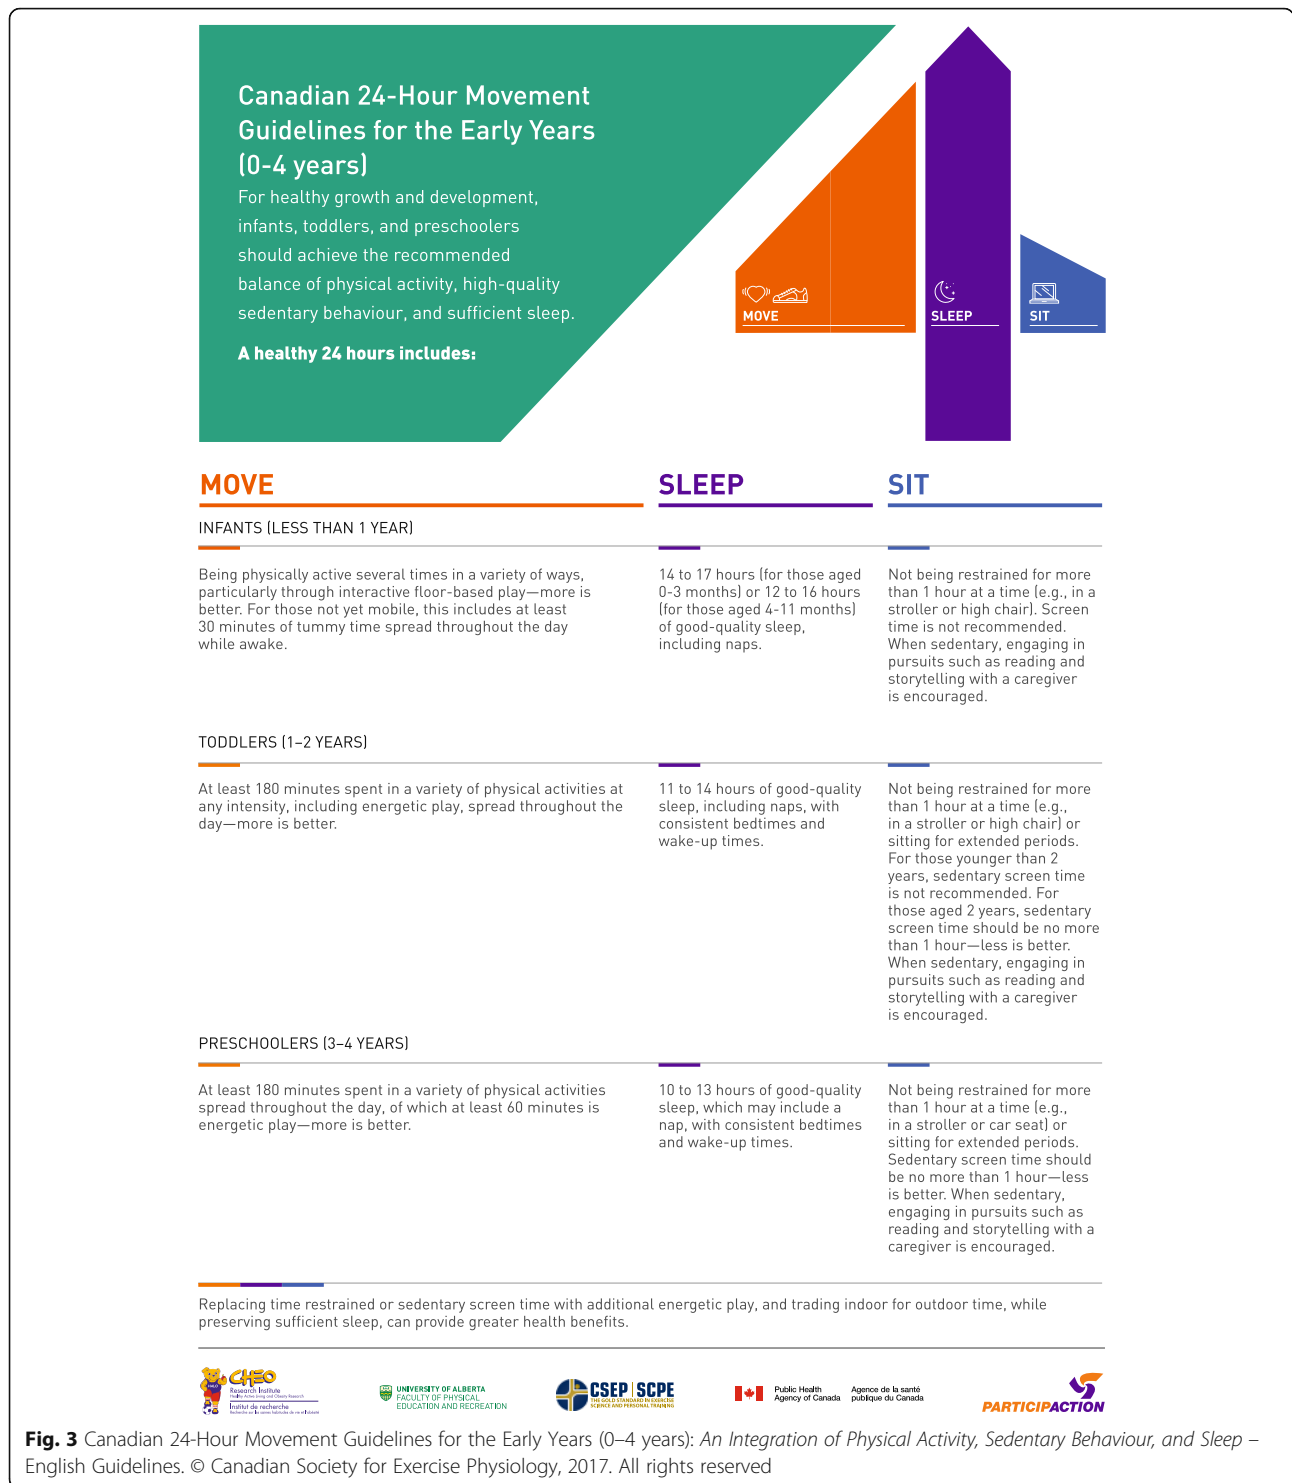 Canadian 24-Hour Movement
Guidelines for the Early Years
(0-4 years)
For healthy growth and development,
infants, toddlers, and preschoolers
should achieve the recommended
balance of physical activity, high-quality
sedentary behaviour, and sufficient sleep.
A healthy 24 hours includes:
MOVE
SLEEP
SIT
MOVE
SLEEP
SIT
INFANTS (LESS THAN 1 YEAR)
Being physically active several times in a variety of ways,
particularly through interactive floor-based play—more is
better. For those not yet mobile, this includes at least
30 minutes of tummy time spread throughout the day
while awake.
14 to 17 hours (for those aged
0-3 months) or 12 to 16 hours
(for those aged 4-11 months)
of good-quality sleep,
including naps.
Not being restrained for more
than 1 hour at a time (e.g., in a
stroller or high chair). Screen
time is not recommended.
When sedentary, engaging in
pursuits such as reading and
storytelling with a caregiver
is encouraged.
TODDLERS (1–2 YEARS)
At least 180 minutes spent in a variety of physical activities at
any intensity, including energetic play, spread throughout the
day—more is better.
11 to 14 hours of good-quality
sleep, including naps, with
consistent bedtimes and
wake-up times.
Not being restrained for more
than 1 hour at a time (e.g.,
in a stroller or high chair) or
sitting for extended periods.
For those younger than 2
years, sedentary screen time
is not recommended. For
those aged 2 years, sedentary
screen time should be no more
than 1 hour—less is better.
When sedentary, engaging in
pursuits such as reading and
storytelling with a caregiver
is encouraged.
PRESCHOOLERS (3–4 YEARS)
At least 180 minutes spent in a variety of physical activities
spread throughout the day, of which at least 60 minutes is
energetic play—more is better.
10 to 13 hours of good-quality
sleep, which may include a
nap, with consistent bedtimes
and wake-up times.
Not being restrained for more
than 1 hour at a time (e.g.,
in a stroller or car seat) or
sitting for extended periods.
Sedentary screen time should
be no more than 1 hour—less
is better. When sedentary,
engaging in pursuits such as
reading and storytelling with a
caregiver is encouraged.
Replacing time restrained or sedentary screen time with additional energetic play, and trading indoor for outdoor time, while
preserving sufficient sleep, can provide greater health benefits.
CHEO
Research Institute
Healthy Active Living and Obesity Research
Institut de recherche
UNIVERSITY OF ALBERTA
FACULTY OF PHYSICAL
EDUCATION AND RECREATION
CSEP | SCPE
THE GOLD STANDARD IN EXERCISE
SCIENCE AND PERSONAL TRAINING
Public Health
Agency of Canada
Agence de la santé
publique du Canada
PARTICIPACTION
Fig. 3 Canadian 24-Hour Movement Guidelines for the Early Years (0–4 years): An Integration of Physical Activity, Sedentary Behaviour, and Sleep –
English Guidelines. © Canadian Society for Exercise Physiology, 2017. All rights reserved